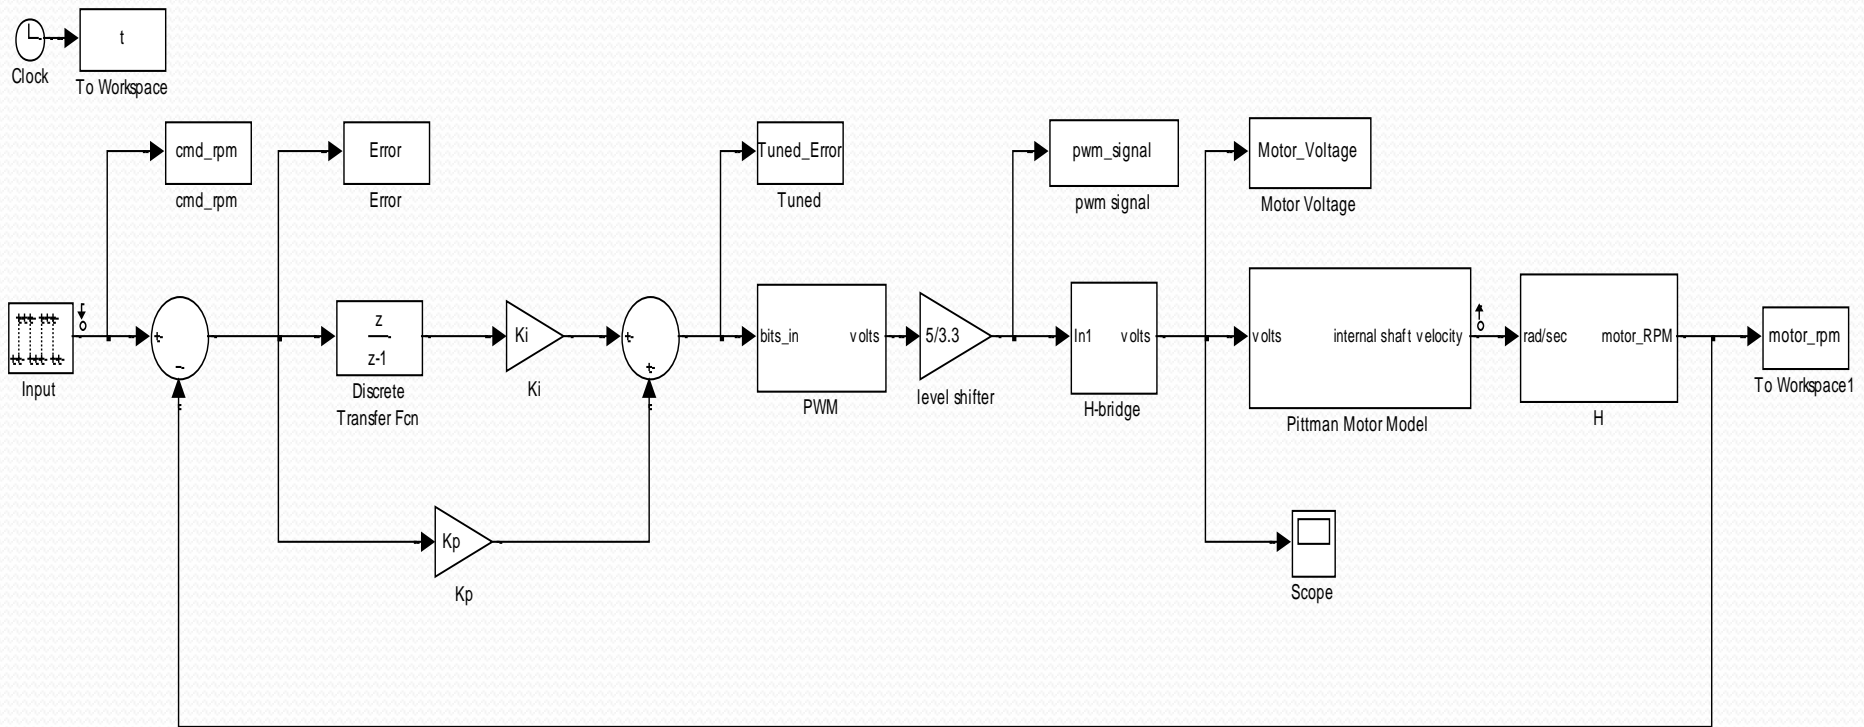 t
Clock
To Workspace
cmd_rpm
cmd_rpm
Error
Error
Tuned_Error
Tuned
pwm_signal
pwm signal
Motor_Voltage
Motor Voltage
Input
+
−
z
z-1
Discrete
Transfer Fcn
Ki
Ki
+
+
bits_in volts
PWM
5/3.3
level shifter
In1 volts
H-bridge
volts internal shaft velocity
Pittman Motor Model
rad/sec motor_RPM
H
motor_rpm
To Workspace1
Kp
Kp
Scope